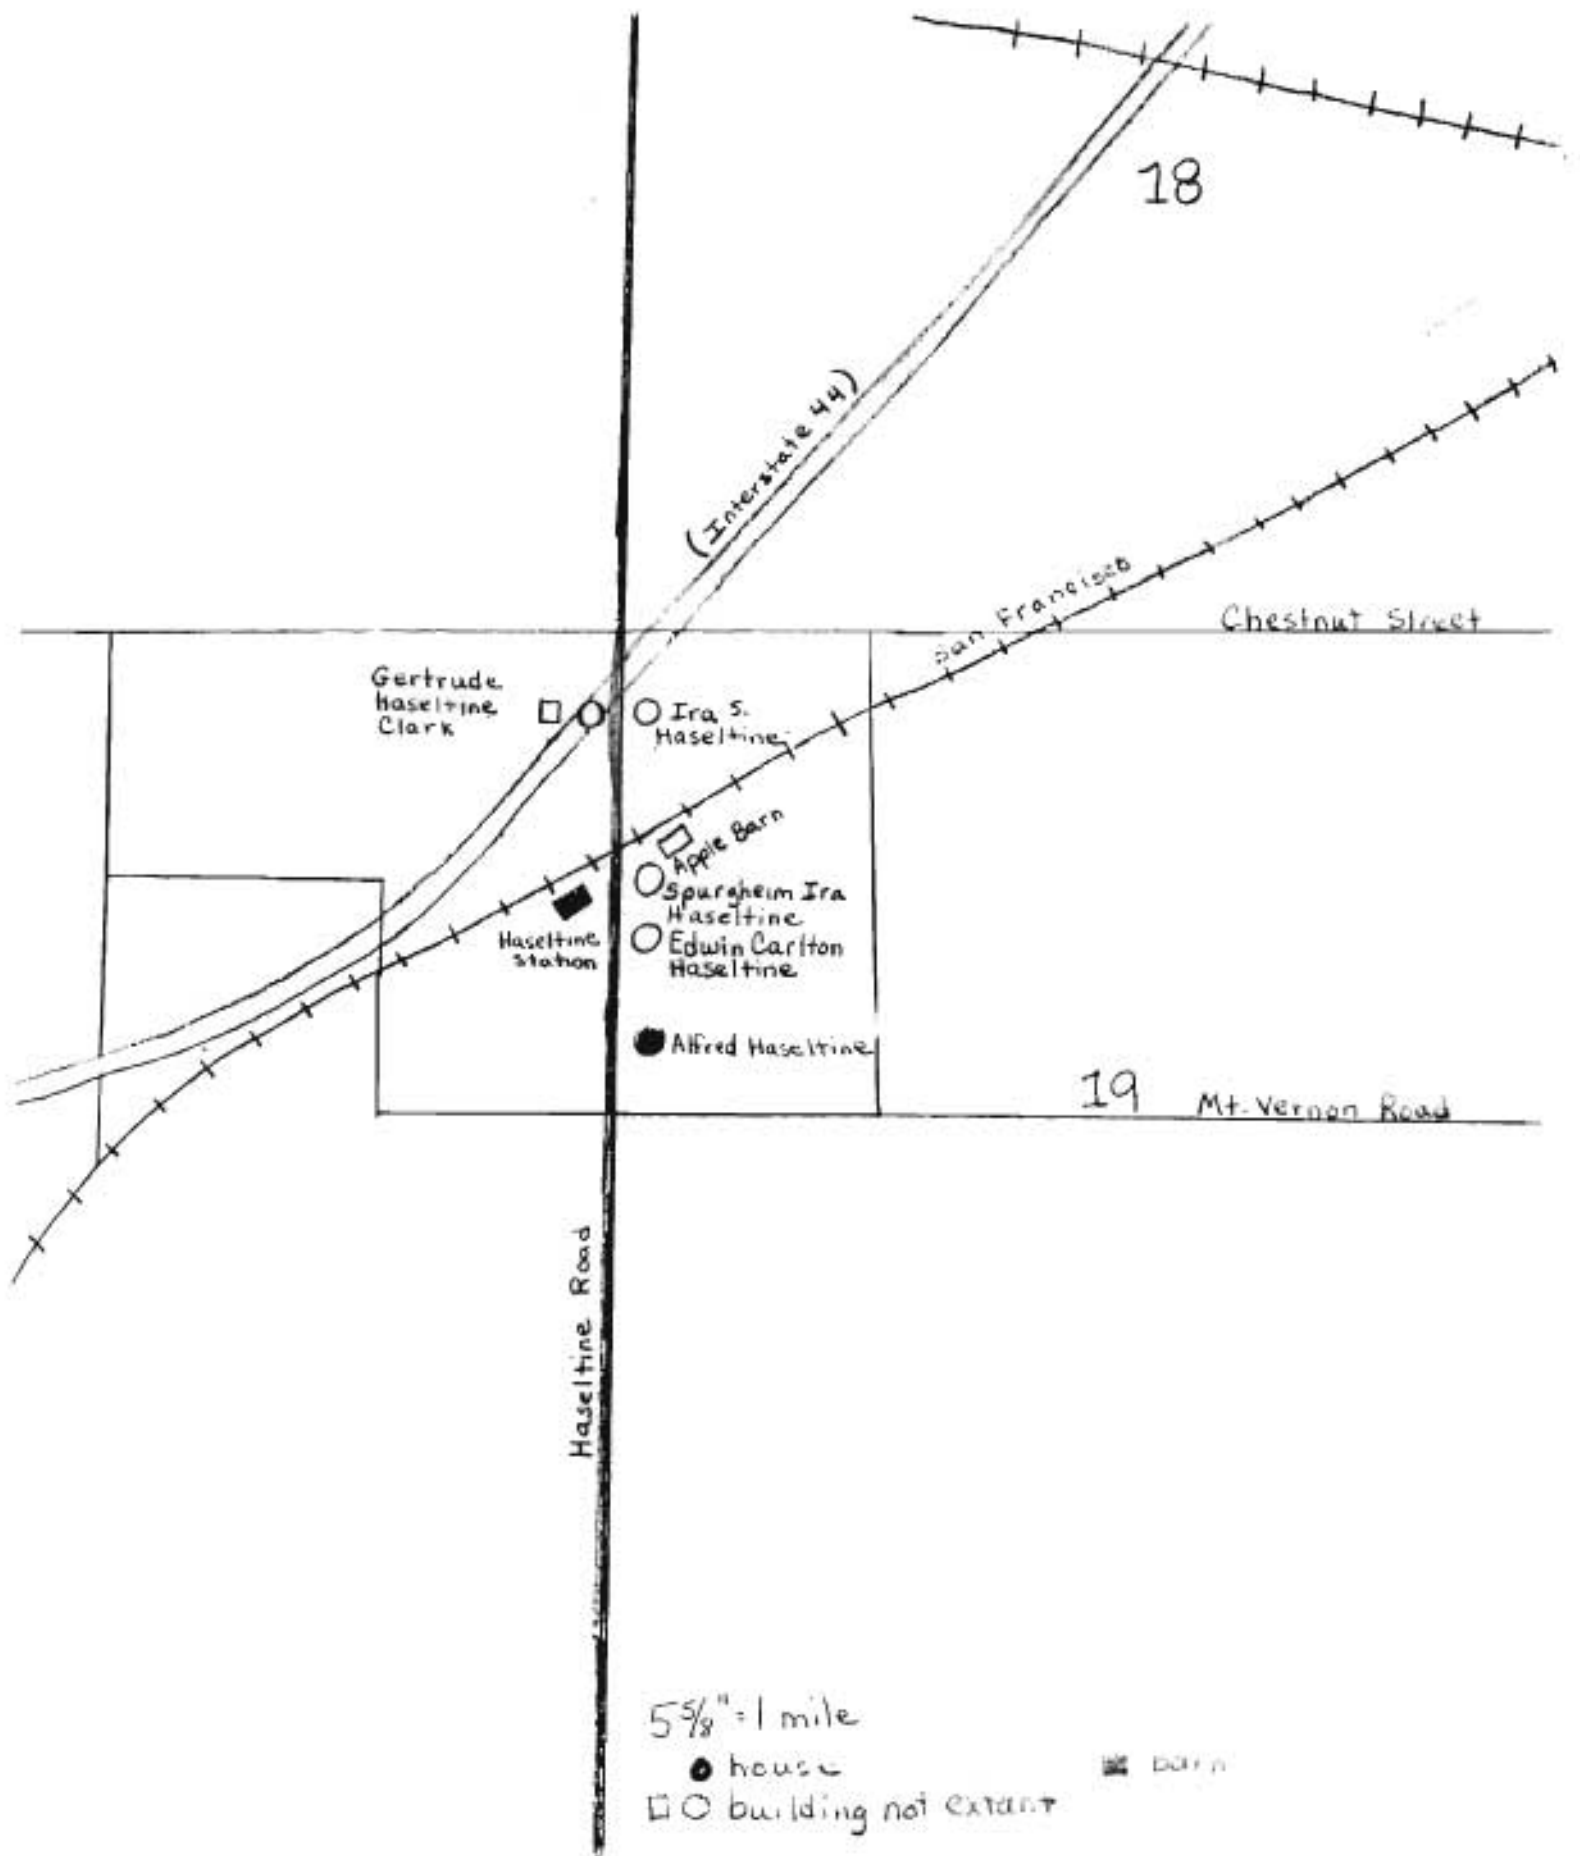 18
(Interstate 44)
San Francisco
Chestnut Street
Gertrude
Haseltine
Clark
Ira S.
Haseltine
Apple Barn
Spurgheim Ira
Haseltine
Haseltine
Station
Edwin Carlton
Haseltine
Alfred Haseltine
19
Mt. Vernon Road
Haseltine Road
5 5/8" = 1 mile
house
barn
building not extant